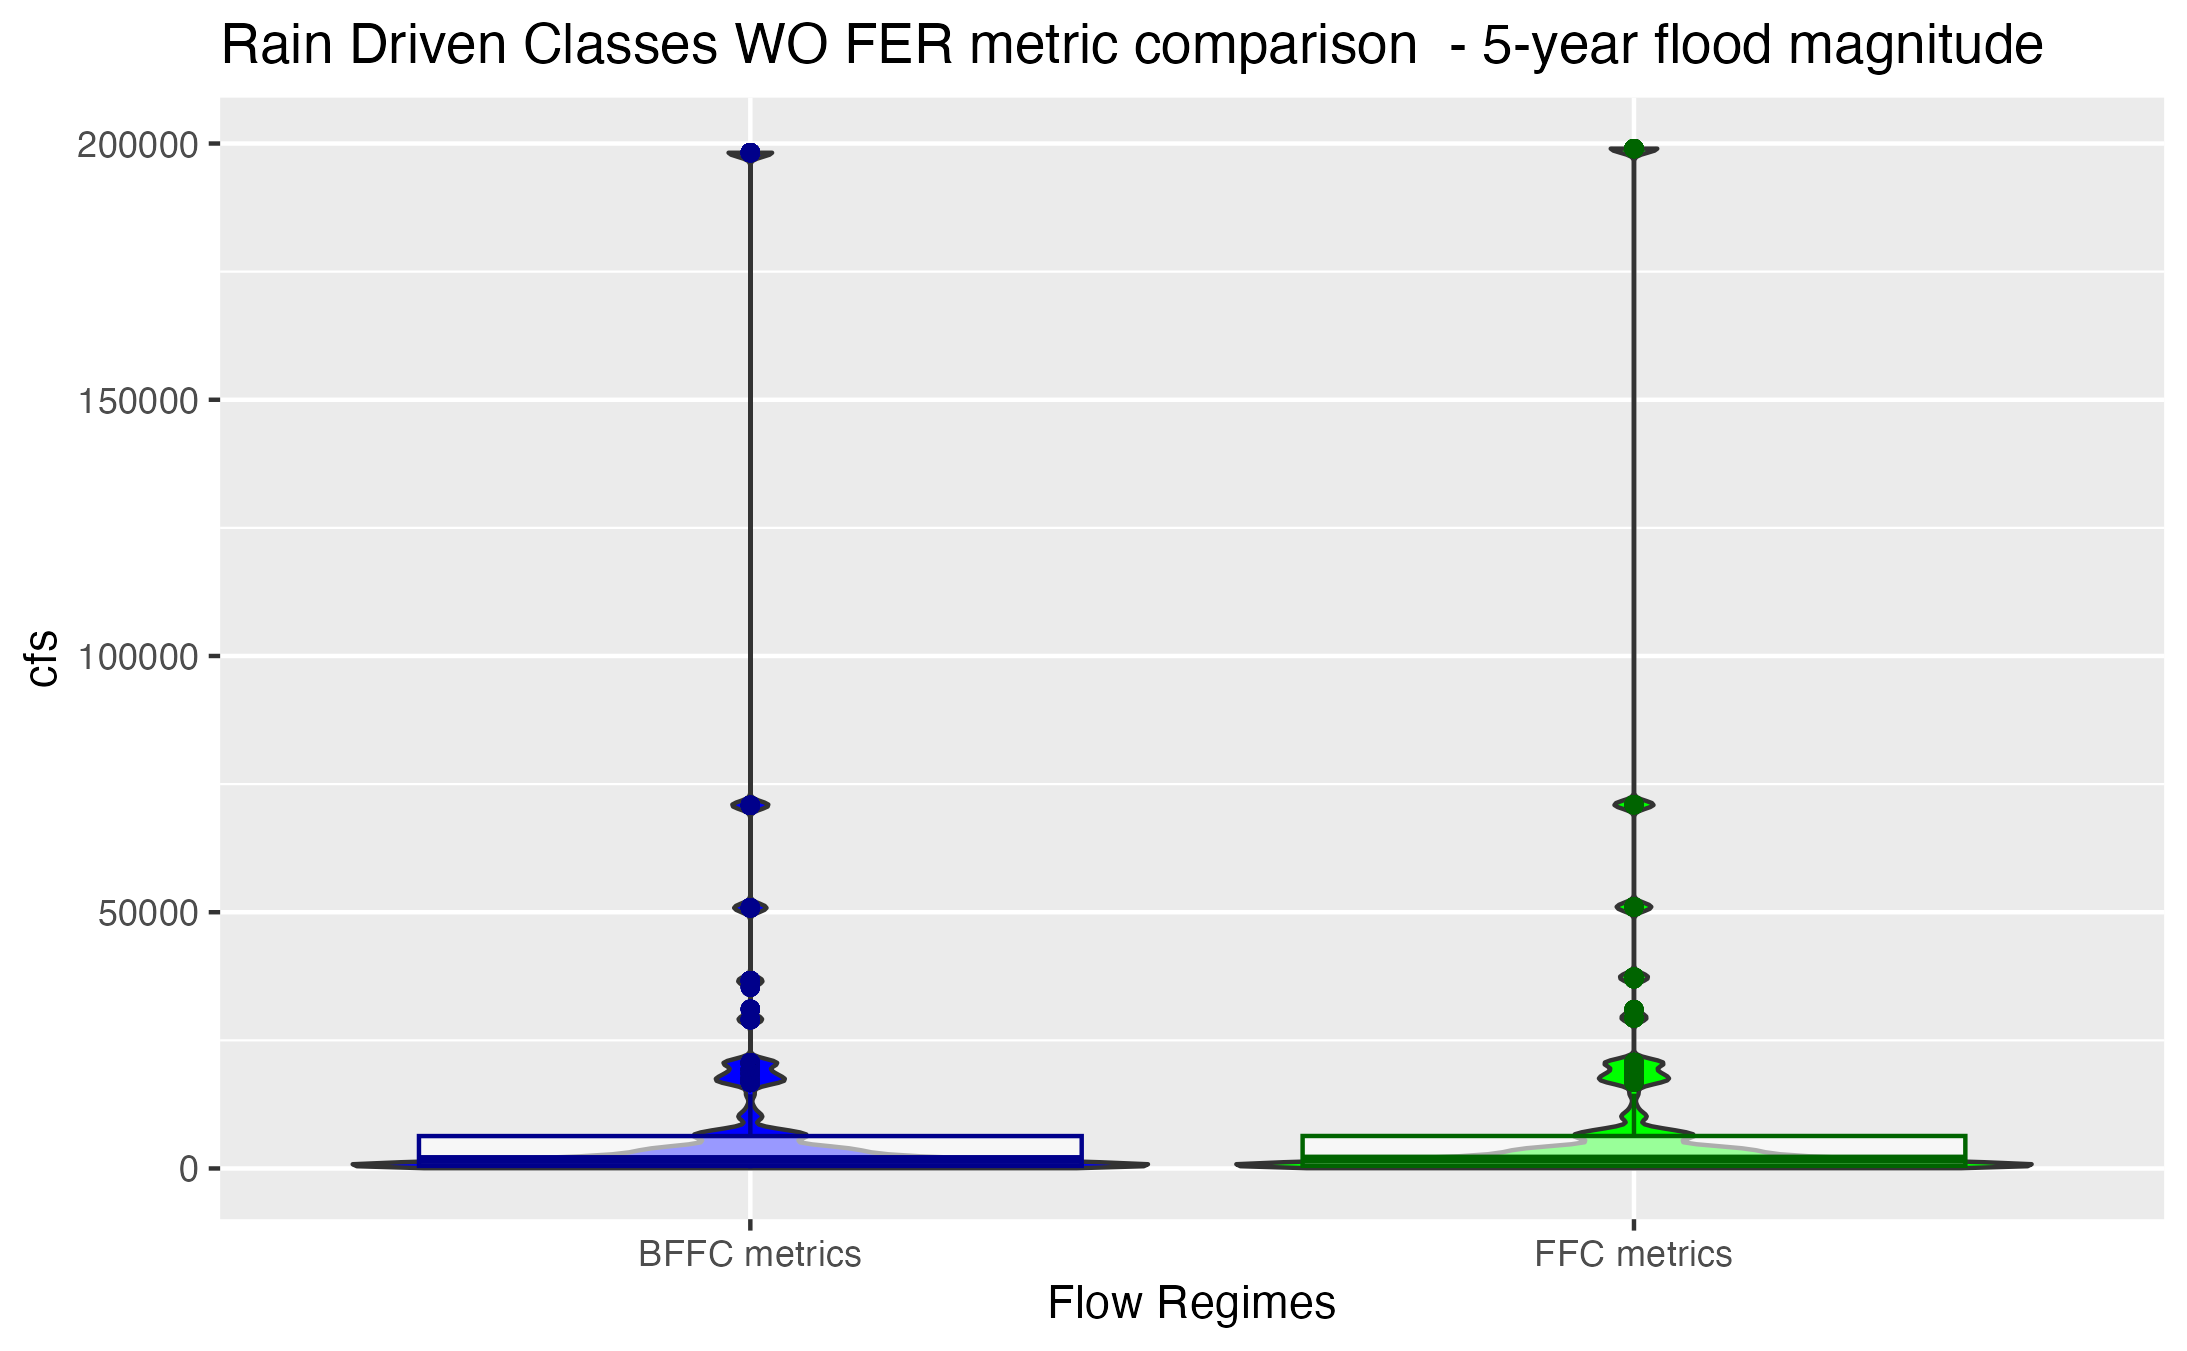 Rain Driven Classes WO FER metric comparison  - 5-year flood magnitude
200000
150000
100000
50000
0
cfs
BFFC metrics
FFC metrics
Flow Regimes